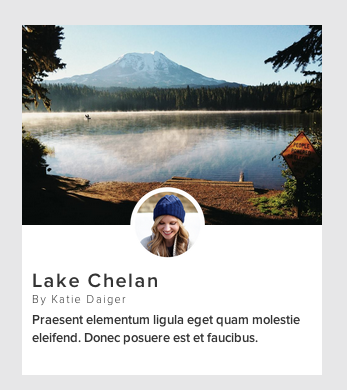 Lake Chelan
By Katie Daiger
Praesent elementum ligula eget quam molestie
eleifend. Donec posuere est et faucibus.